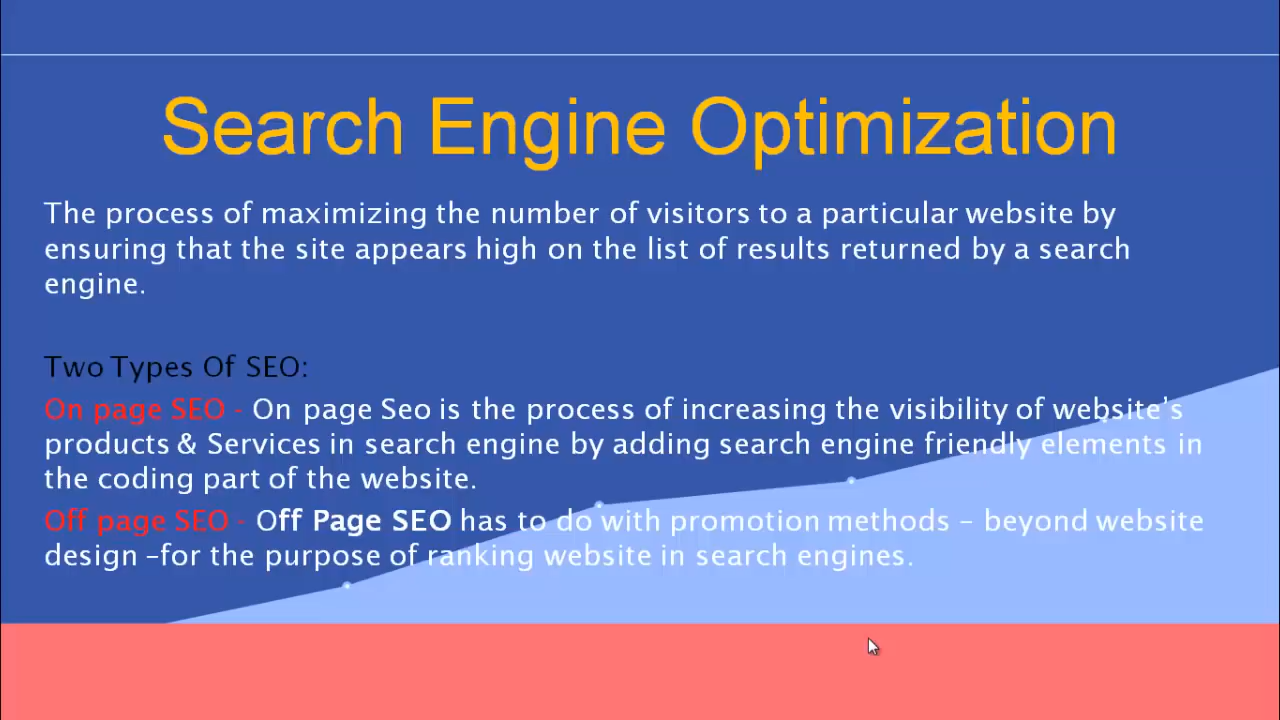 Search Engine Optimization
The process of maximizing the number of visitors to a particular website by
ensuring that the site appears high on the list of results returned by a search
engine.
Two Types Of SEO:
On page SEO - On page Seo is the process of increasing the visibility of website's
products & Services in search engine by adding search engine friendly elements in
the coding part of the website.
Off page SEO - Off Page SEO has to do with promotion methods – beyond website
design –for the purpose of ranking website in search engines.